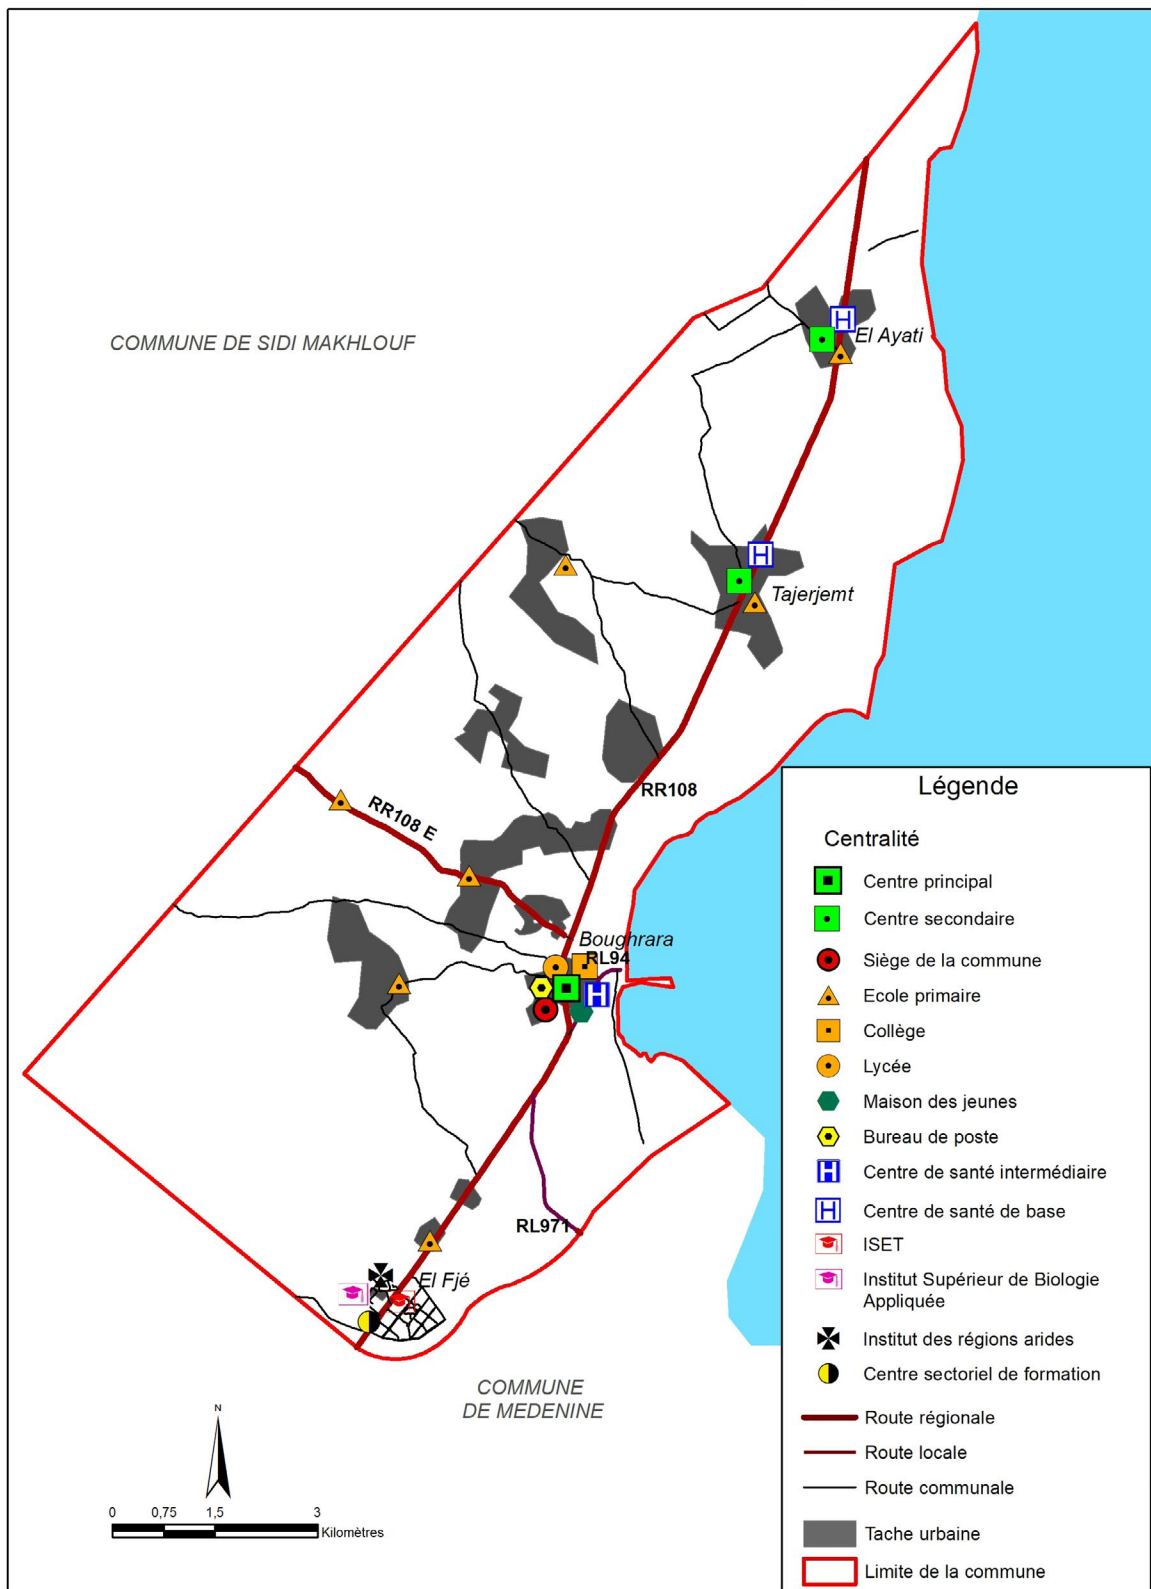 COMMUNE DE SIDI MAKHLOUF
El Ayati
Tajerjemt
RR108
RR108 E
Boughrara
RL94
RL971
El Fjé
COMMUNE
DE MEDENINE
N
0 0,75 1,5 3
Kilomètres
Légende
Centralité
Centre principal
Centre secondaire
Siège de la commune
Ecole primaire
Collège
Lycée
Maison des jeunes
Bureau de poste
Centre de santé intermédiaire
Centre de santé de base
ISET
Institut Supérieur de Biologie
Appliquée
Institut des régions arides
Centre sectoriel de formation
Route régionale
Route locale
Route communale
Tache urbaine
Limite de la commune